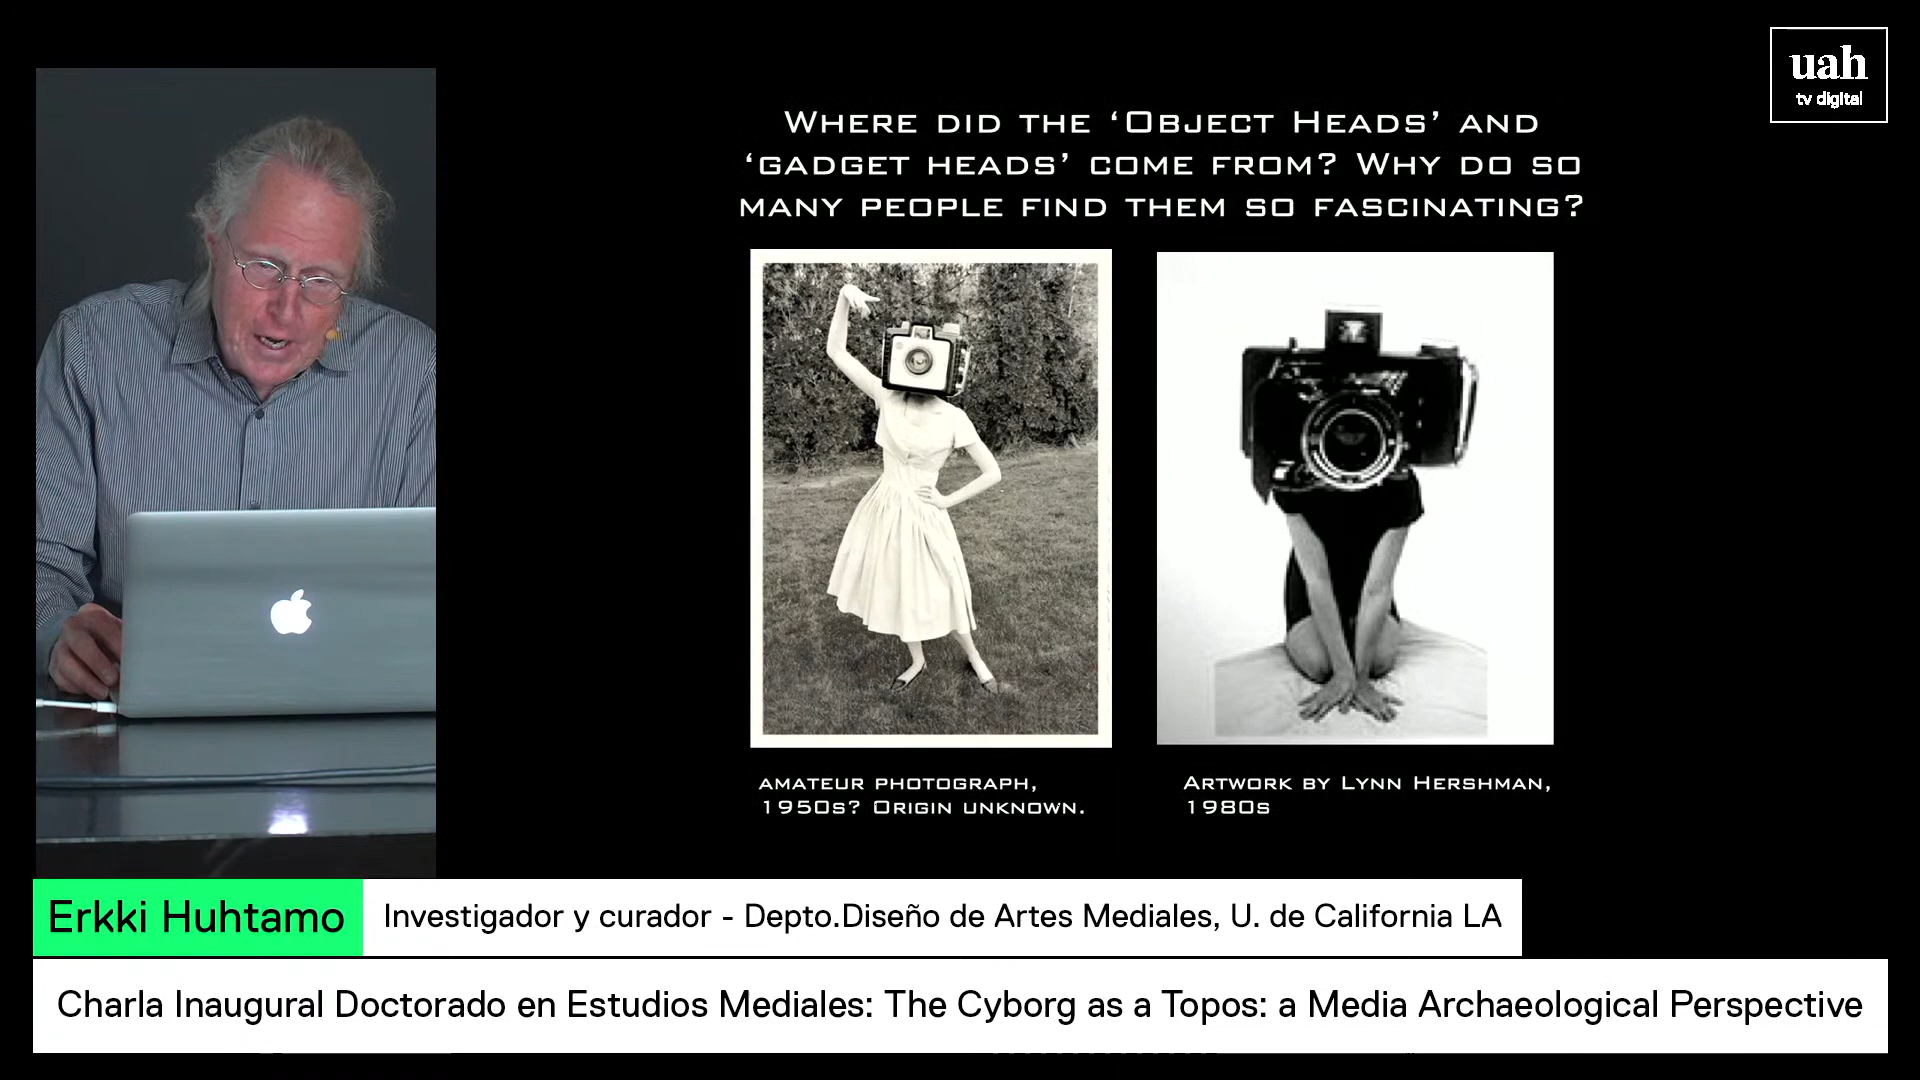 uah
tv digital
WHERE DID THE ‘OBJECT HEADS’ AND
‘GADGET HEADS’ COME FROM? WHY DO SO
MANY PEOPLE FIND THEM SO FASCINATING?
AMATEUR PHOTOGRAPH,
1950S? ORIGIN UNKNOWN.
ARTWORK BY LYNN HERSHMAN,
1980S
Erkki Huhtamo
Investigador y curador - Depto.Diseño de Artes Mediales, U. de California LA
Charla Inaugural Doctorado en Estudios Mediales: The Cyborg as a Topos: a Media Archaeological Perspective